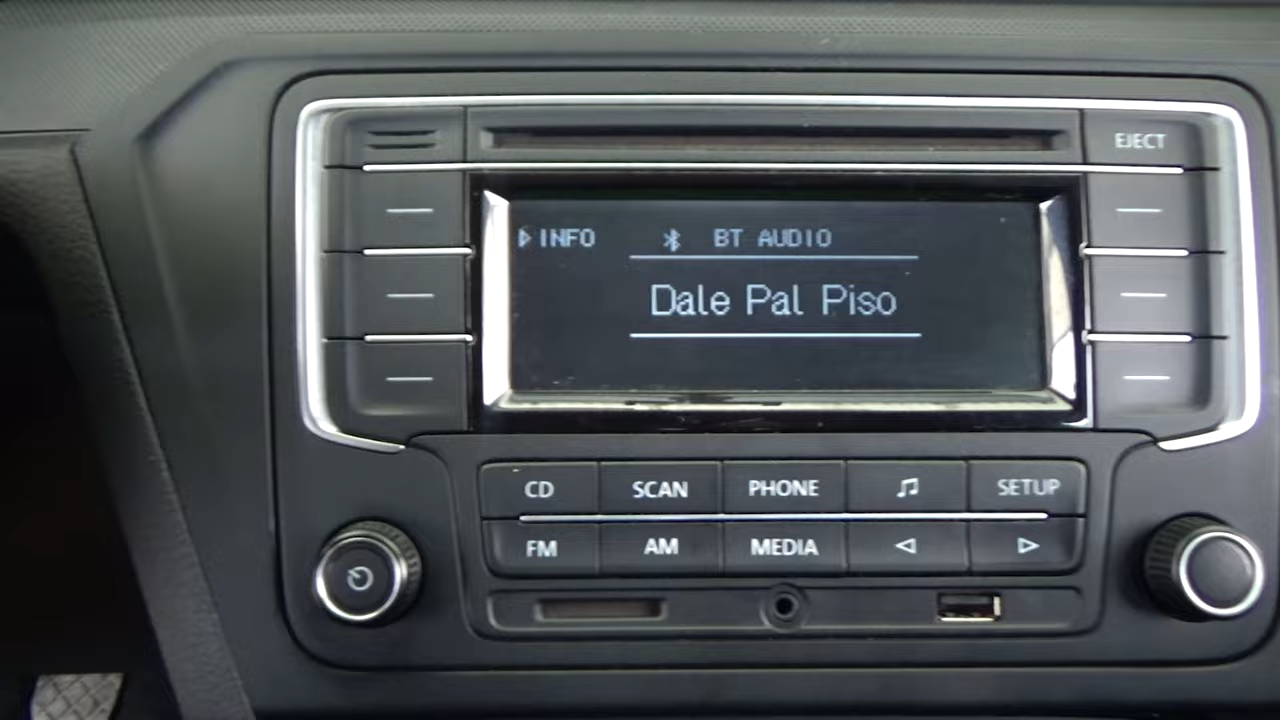 EJECT
INFO BT AUDIO
Dale Pal Piso
CD SCAN PHONE SETUP
FM AM MEDIA